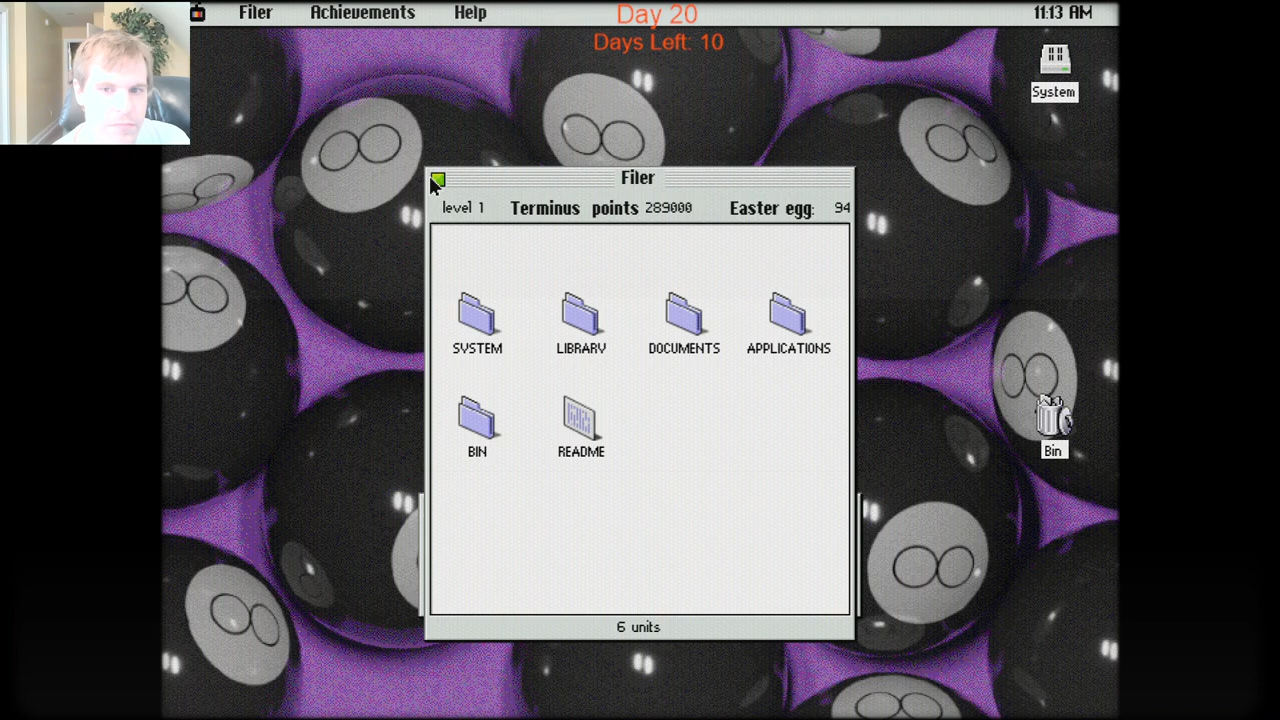 Filer Achievements Help Day 20 11:13 AM
Days Left: 10
System
Filer
level 1 Terminus points 289000 Easter egg: 94
SYSTEM LIBRARY DOCUMENTS APPLICATIONS
BIN README
Bin
6 units